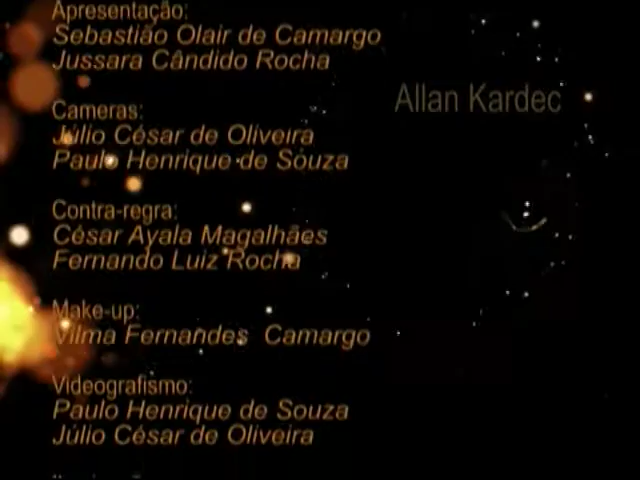 Apresentação:
Sebastião Olair de Camargo
Jussara Cândido Rocha
Allan Kardec
Cameras:
Júlio César de Oliveira
Paulo Henrique de Souza
Contra-regra:
César Ayala Magalhães
Fernando Luiz Rocha
Make-up:
Vilma Fernandes Camargo
Videografismo:
Paulo Henrique de Souza
Júlio César de Oliveira